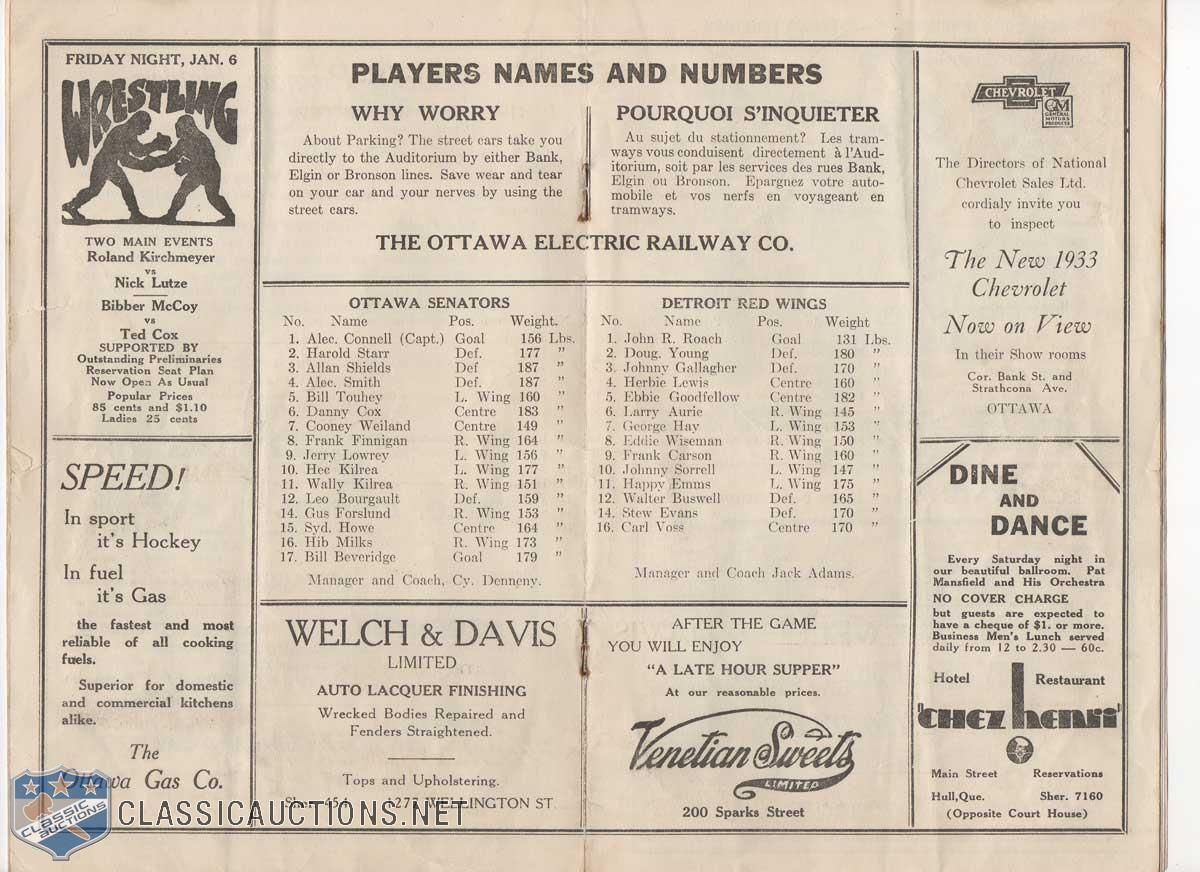 FRIDAY NIGHT, JAN. 6
WRESTLING
TWO MAIN EVENTS
Roland Kirchmeyer
vs
Nick Lutze
Bibber McCoy
vs
Ted Cox
SUPPORTED BY
Outstanding Preliminaries
Reservation Seat Plan
Now Open As Usual
Popular Prices
85 cents and $1.10
Ladies 25 cents
SPEED!
In sport
it's Hockey
In fuel
it's Gas
the fastest and most
reliable of all cooking
fuels.
Superior for domestic
and commercial kitchens
alike.
The
Ottawa Gas Co.
PLAYERS NAMES AND NUMBERS
WHY WORRY
About Parking? The street cars take you
directly to the Auditorium by either Bank,
Elgin or Bronson lines. Save wear and tear
on your car and your nerves by using the
street cars.
POURQUOI S'INQUIETER
Au sujet du stationnement? Les tram-
ways vous conduisent directement à l'Aud-
itorium, soit par les services des rues Bank,
Elgin ou Bronson. Epargnez votre auto-
mobile et vos nerfs en voyageant en
tramways.
THE OTTAWA ELECTRIC RAILWAY CO.
OTTAWA SENATORS
No. Name Pos. Weight.
1. Alec. Connell (Capt.) Goal 156 Lbs.
2. Harold Starr Def. 177 "
3. Allan Shields Def 187 "
4. Alec. Smith Def. 187 "
5. Bill Touhey L. Wing 160 "
6. Danny Cox Centre 183 "
7. Cooney Weiland Centre 149 "
8. Frank Finnigan R. Wing 164 "
9. Jerry Lowrey L. Wing 156 "
10. Hec Kilrea L. Wing 177 "
11. Wally Kilrea R. Wing 151 "
12. Leo Bourgault Def. 159 "
14. Gus Forslund R. Wing 153 "
15. Syd. Howe Centre 164 "
16. Hib Milks R. Wing 173 "
17. Bill Beveridge Goal 179 "
Manager and Coach, Cy. Denneny.
DETROIT RED WINGS
No. Name Pos. Weight
1. John R. Roach Goal 131 Lbs.
2. Doug. Young Def. 180 "
3. Johnny Gallagher Def. 170 "
4. Herbie Lewis Centre 160 "
5. Ebbie Goodfellow Centre 182 "
6. Larry Aurie R. Wing 145 "
7. George Hay L. Wing 153 "
8. Eddie Wiseman R. Wing 150 "
9. Frank Carson R. Wing 160 "
10. Johnny Sorrell L. Wing 147 "
11. Happy Emms L. Wing 175 "
12. Walter Buswell Def. 165 "
14. Stew Evans Def. 170 "
16. Carl Voss Centre 170 "
Manager and Coach Jack Adams.
WELCH & DAVIS
LIMITED
AUTO LACQUER FINISHING
Wrecked Bodies Repaired and
Fenders Straightened.
Tops and Upholstering.
Sher. 454 WELLINGTON ST.
AFTER THE GAME
YOU WILL ENJOY
"A LATE HOUR SUPPER"
At our reasonable prices.
Venetian Sweets
LIMITED
200 Sparks Street
CHEVROLET
GM
GENERAL
MOTORS
PRODUCTS
The Directors of National
Chevrolet Sales Ltd.
cordialy invite you
to inspect
The New 1933
Chevrolet
Now on View
In their Show rooms
Cor. Bank St. and
Strathcona Ave.
OTTAWA
DINE
AND
DANCE
Every Saturday night in
our beautiful ballroom. Pat
Mansfield and His Orchestra
NO COVER CHARGE
but guests are expected to
have a cheque of $1. or more.
Business Men's Lunch served
daily from 12 to 2.30 — 60c.
Hotel Restaurant
CHEZ HENRI
Main Street Reservations
Hull, Que. Sher. 7160
(Opposite Court House)
CLASSIC
AUCTIONS
CLASSICAUCTIONS.NET